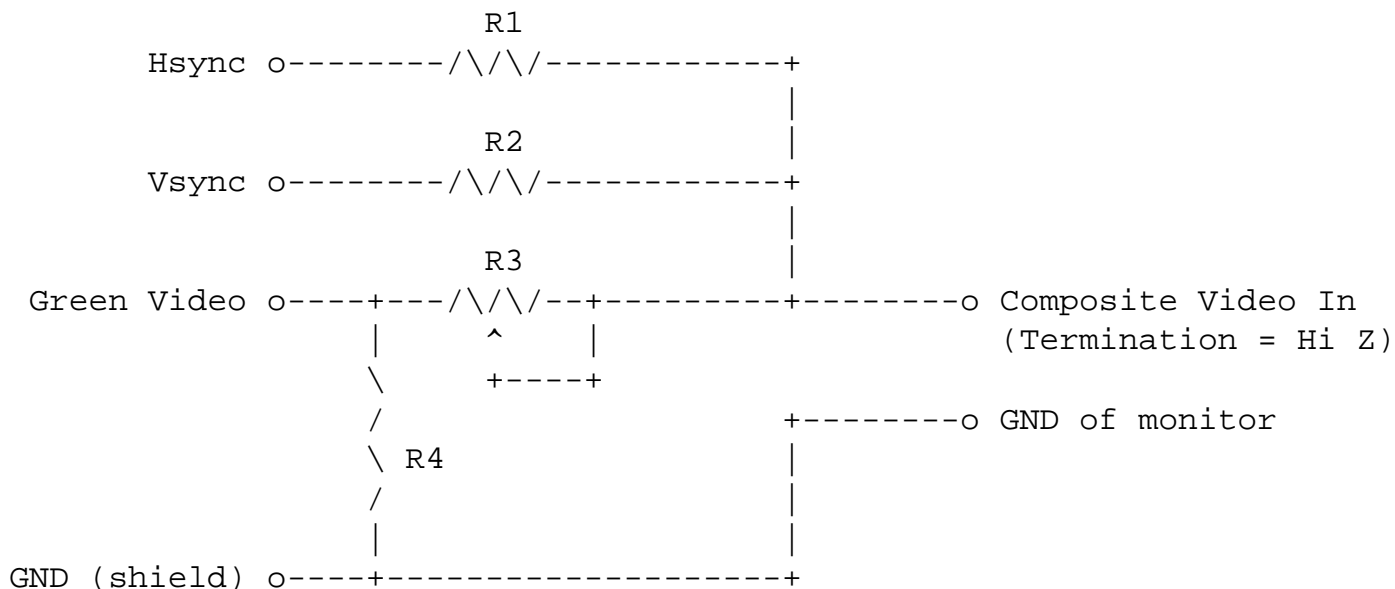 R1
Hsync o--------/\/\/------------+
|
|
R2
Vsync o--------/\/\/------------+
|
|
R3
Green Video o----+---/\/\/--+---------+--------o Composite Video In
| ^ | (Termination = Hi Z)
\ +----+
/ +--------o GND of monitor
\ R4 |
/ |
| |
GND (shield) o----+--------------------+